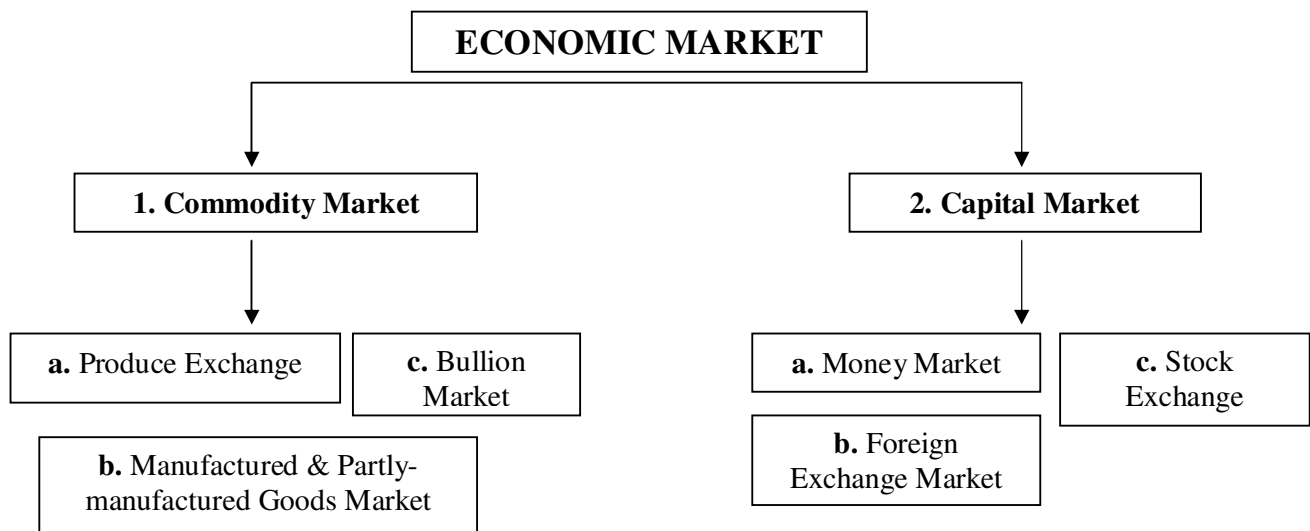 ECONOMIC MARKET
1. Commodity Market
2. Capital Market
a. Produce Exchange
c. Bullion
Market
b. Manufactured & Partly-
manufactured Goods Market
a. Money Market
c. Stock
Exchange
b. Foreign
Exchange Market